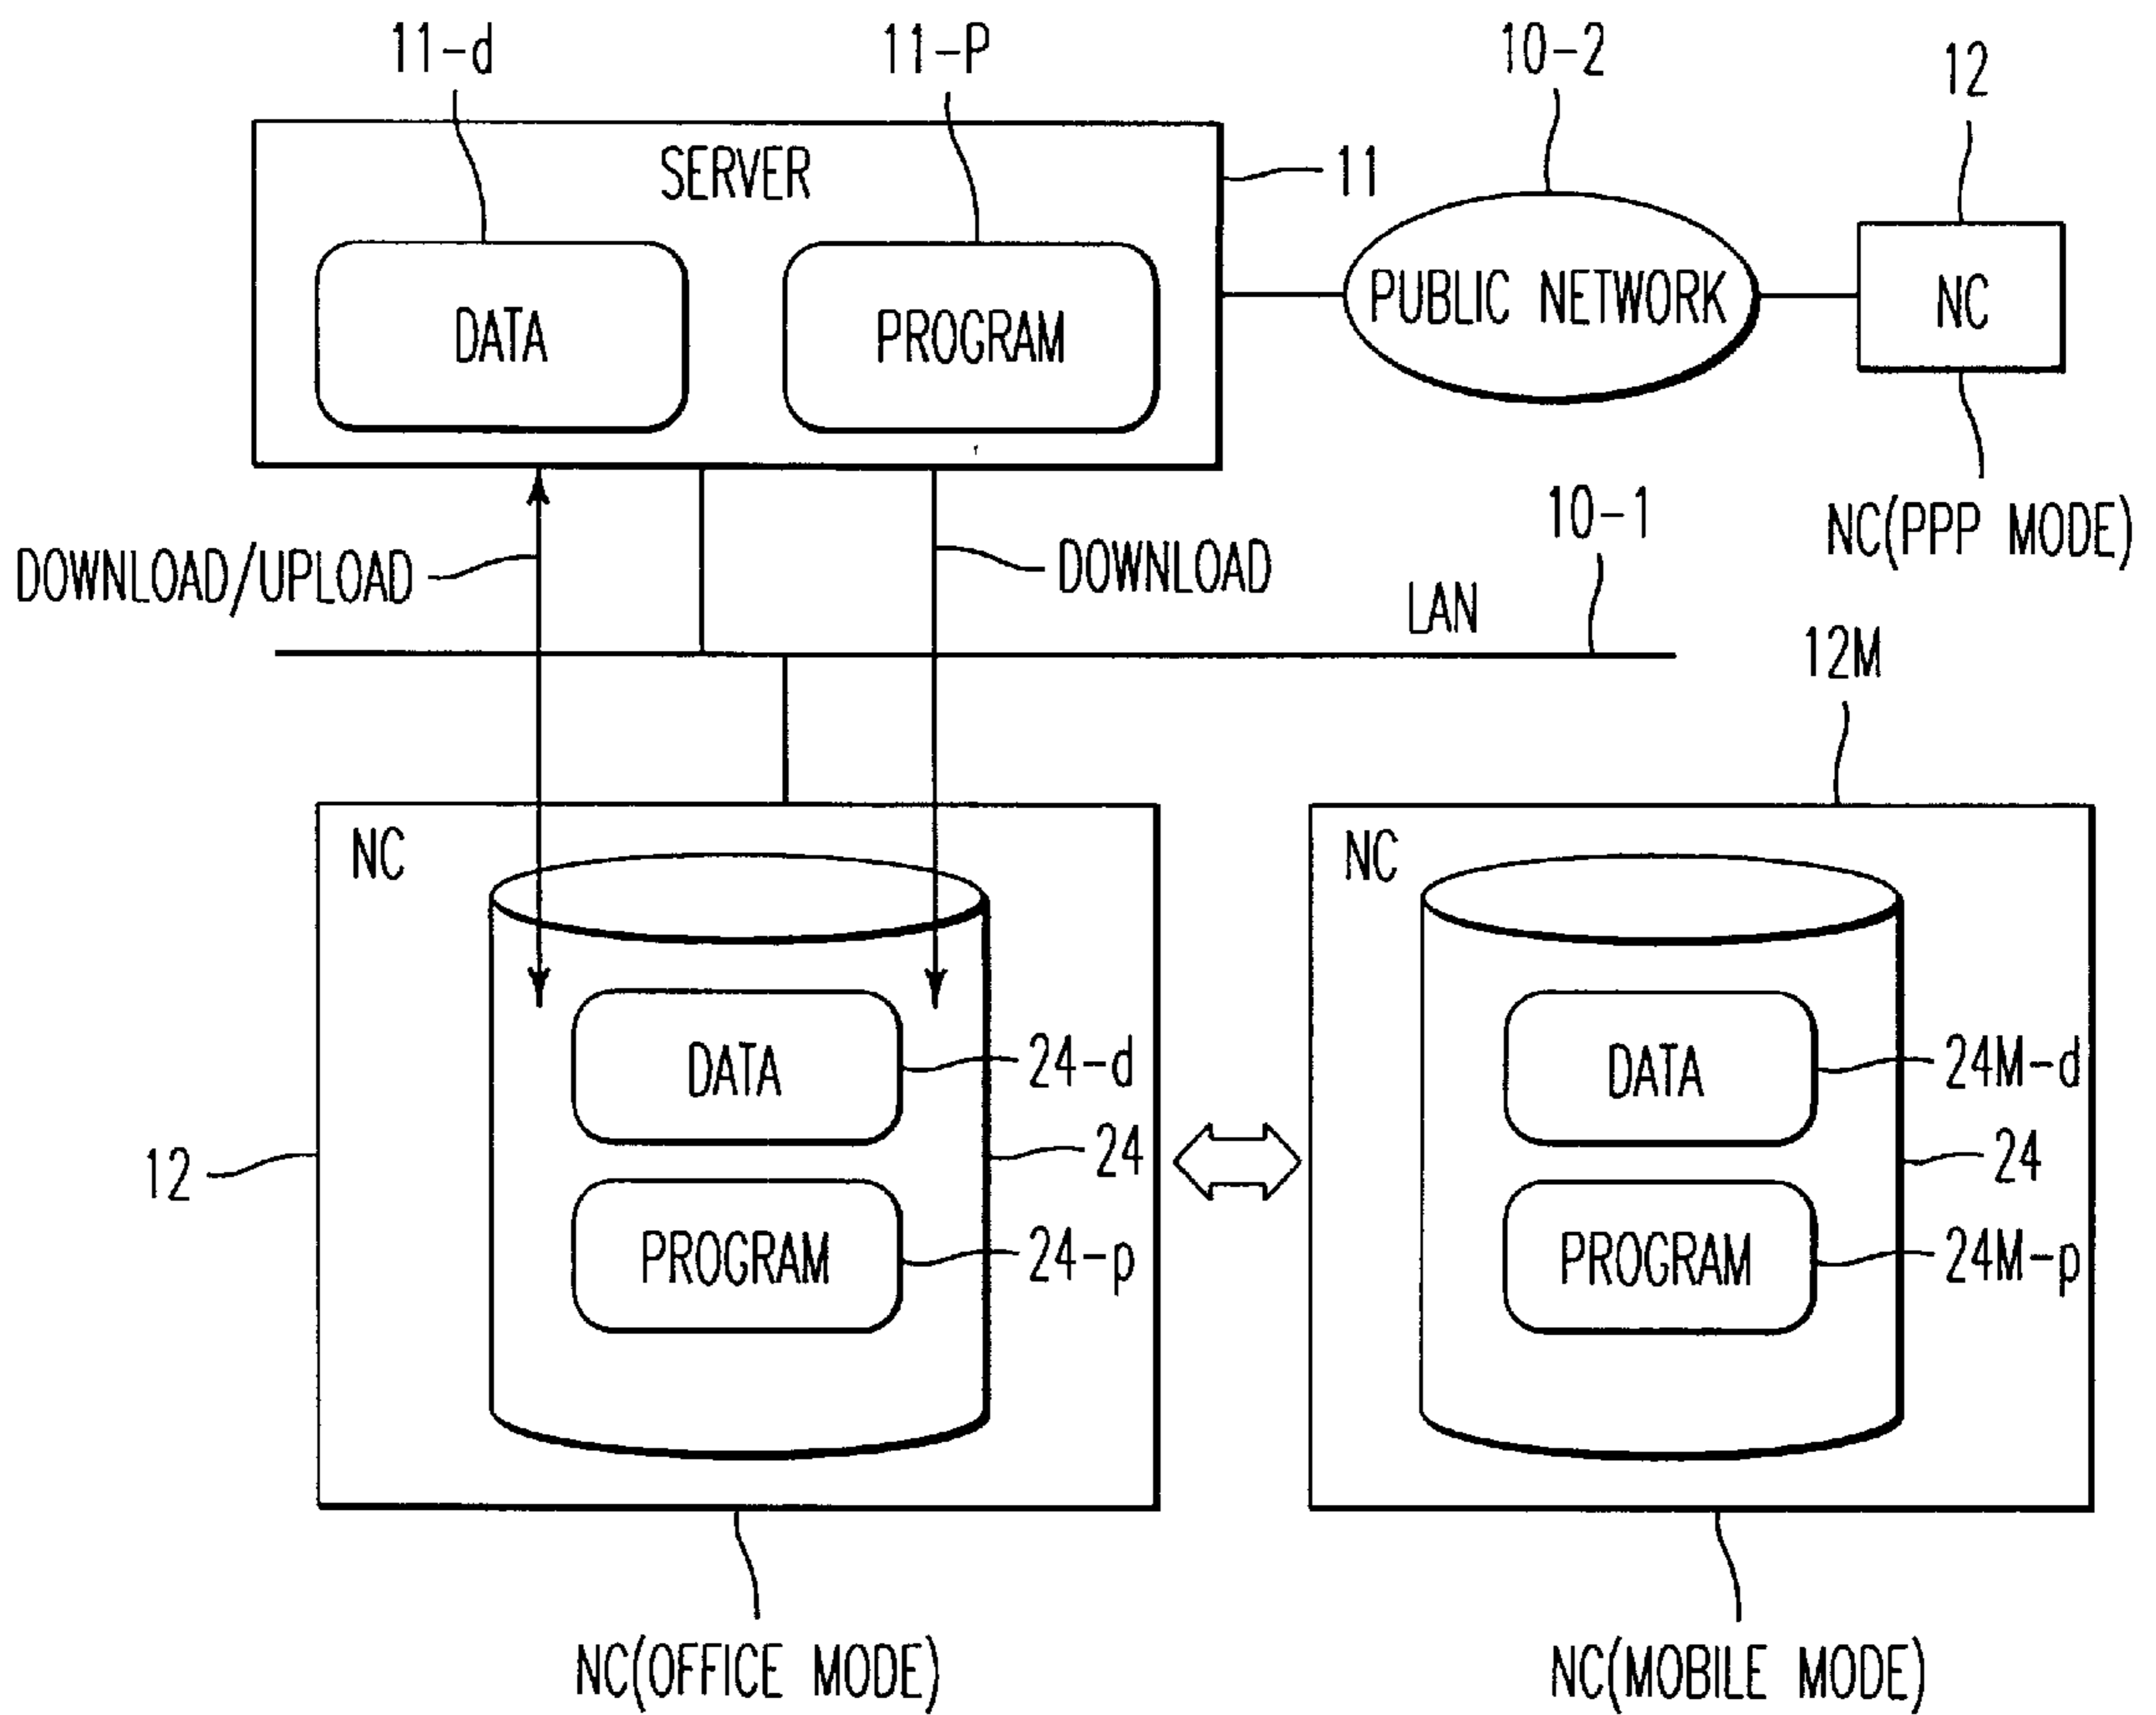 11-d
11-P
10-2
12
SERVER
11
DATA
PROGRAM
PUBLIC NETWORK
NC
10-1
NC(PPP MODE)
DOWNLOAD/UPLOAD
DOWNLOAD
LAN
12M
NC
NC
DATA
24-d
DATA
24M-d
12
24
24
PROGRAM
24-p
PROGRAM
24M-p
NC(OFFICE MODE)
NC(MOBILE MODE)